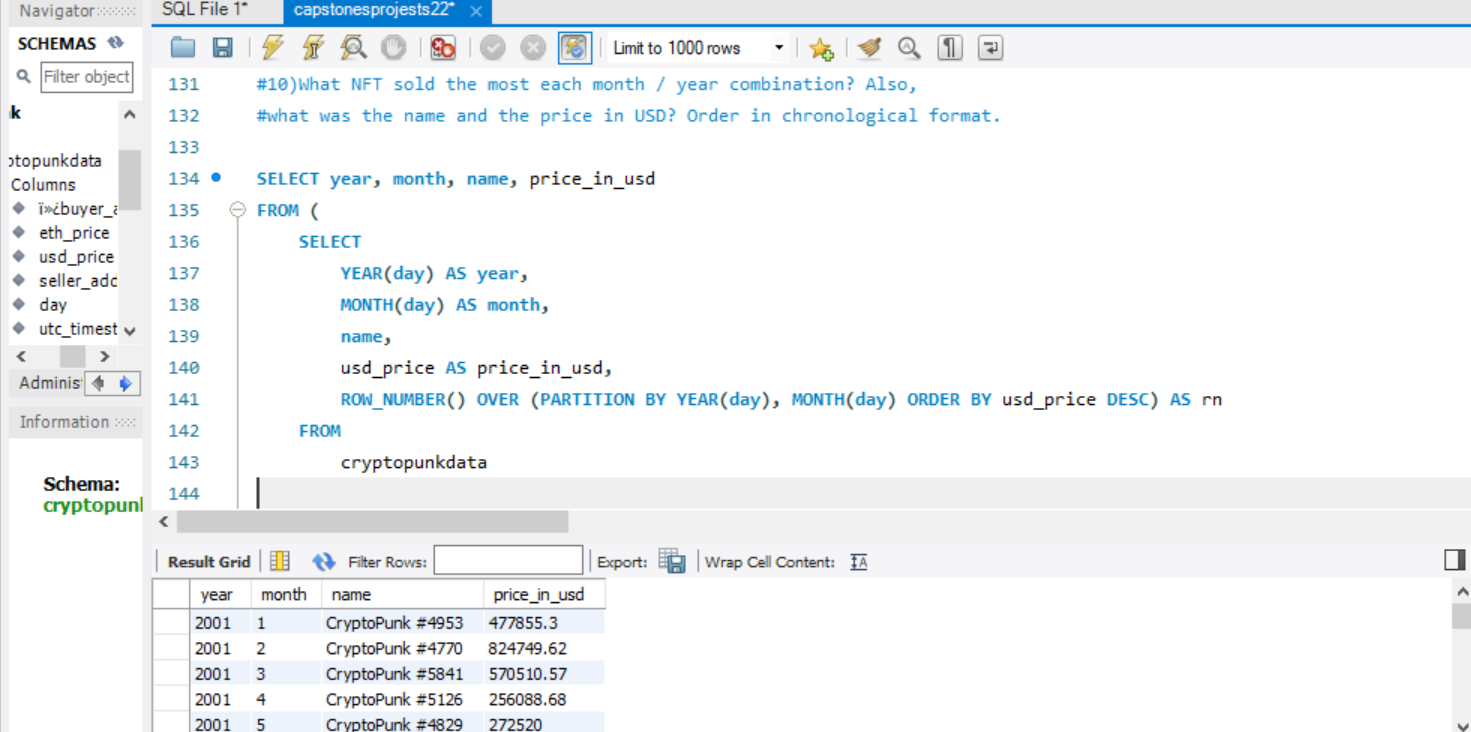 Navigator
SQL File 1*
capstonesprojests22*
SCHEMAS
Filter object
k
otopunkdata
Columns
ï»¿buyer_a
eth_price
usd_price
seller_add
day
utc_timest
Adminis
Information
Schema:
cryptopunk
Limit to 1000 rows
131 #10)What NFT sold the most each month / year combination? Also,
132 #what was the name and the price in USD? Order in chronological format.
133
134 SELECT year, month, name, price_in_usd
135 FROM (
136 SELECT
137 YEAR(day) AS year,
138 MONTH(day) AS month,
139 name,
140 usd_price AS price_in_usd,
141 ROW_NUMBER() OVER (PARTITION BY YEAR(day), MONTH(day) ORDER BY usd_price DESC) AS rn
142 FROM
143 cryptopunkdata
144
Result Grid Filter Rows: Export: Wrap Cell Content:
year month name price_in_usd
2001 1 CryptoPunk #4953 477855.3
2001 2 CryptoPunk #4770 824749.62
2001 3 CryptoPunk #5841 570510.57
2001 4 CryptoPunk #5126 256088.68
2001 5 CryptoPunk #4829 272520